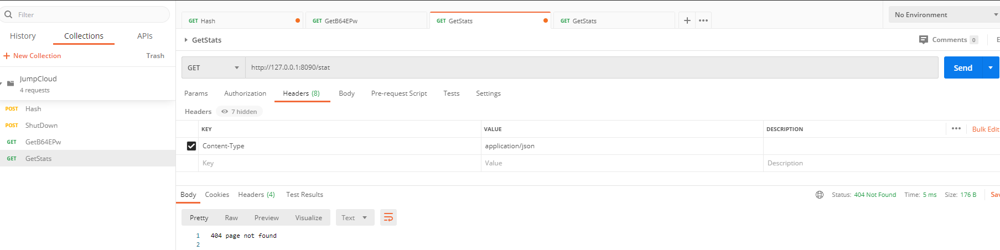 Filter
History Collections APIs
+ New Collection Trash
JumpCloud
4 requests
POST Hash
POST ShutDown
GET GetB64EPw
GET GetStats
GET Hash GET GetB64EPw GET GetStats GET GetStats + ••• No Environment
GetStats Comments 0 E
GET http://127.0.0.1:8090/stat Send
Params Authorization Headers (8) Body Pre-request Script Tests Settings
Headers 7 hidden
KEY VALUE DESCRIPTION ••• Bulk Edit
Content-Type application/json
Key Value Description
Body Cookies Headers (4) Test Results Status: 404 Not Found Time: 5 ms Size: 176 B Sav
Pretty Raw Preview Visualize Text
1 404 page not found
2